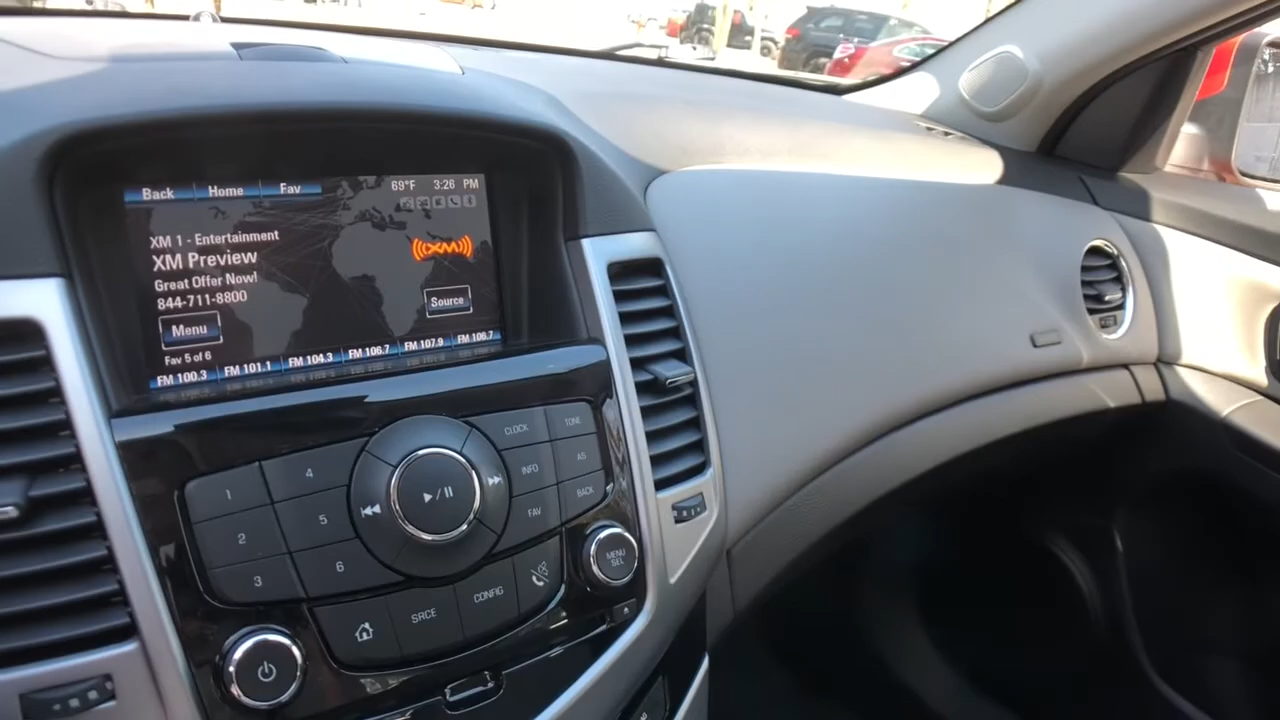 Back Home Fav
69°F 3:26 PM
XM 1 - Entertainment
XM Preview
Great Offer Now!
844-711-8800
((XM))
Source
Menu
Fav 5 of 6
FM 100.3 FM 101.1 FM 104.3 FM 106.7 FM 107.9 FM 106.7
1 4 CLOCK TONE
2 5 INFO AS
3 6 FAV BACK
SRCE CONFIG
MENU
SEL